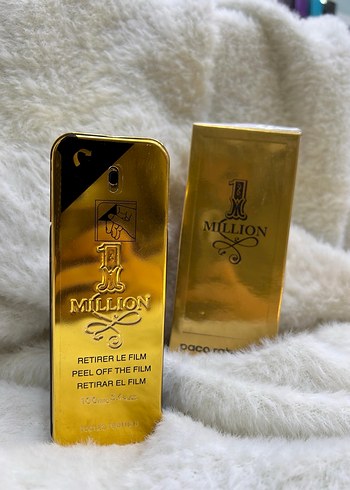 1
MILLION
RETIRER LE FILM
PEEL OFF THE FILM
RETIRAR EL FILM
1
MILLION
paco